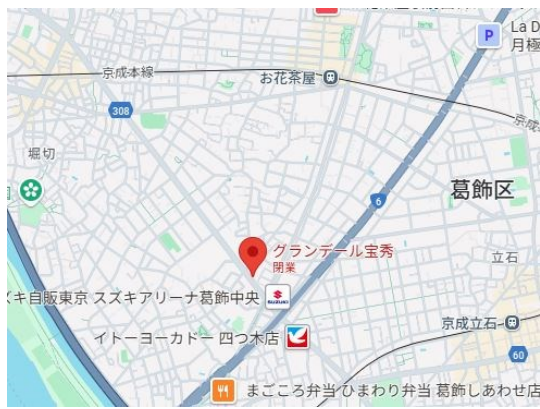 P
La D
月極
京成本線
お花茶屋
308
京成
堀切
6
葛飾区
グランデール宝秀
閉業
立石
ズキ自販東京 スズキアリーナ葛飾中央
SUZUKI
イトーヨーカドー 四つ木店
京成立石
60
まごころ弁当 ひまわり弁当 葛飾しあわせ店